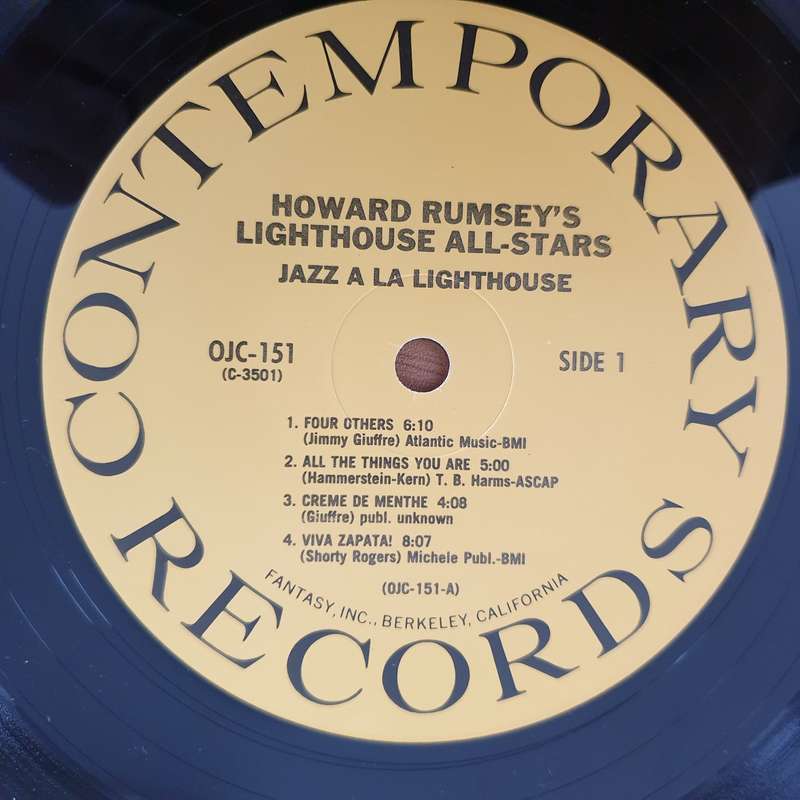 CONTEMPORARY
HOWARD RUMSEY'S
LIGHTHOUSE ALL-STARS
JAZZ A LA LIGHTHOUSE
OJC-151
(C-3501)
SIDE 1
1. FOUR OTHERS 6:10
(Jimmy Giuffre) Atlantic Music-BMI
2. ALL THE THINGS YOU ARE 5:00
(Hammerstein-Kern) T. B. Harms-ASCAP
3. CREME DE MENTHE 4:08
(Giuffre) publ. unknown
4. VIVA ZAPATA! 8:07
(Shorty Rogers) Michele Publ.-BMI
(OJC-151-A)
FANTASY, INC., BERKELEY, CALIFORNIA
RECORDS